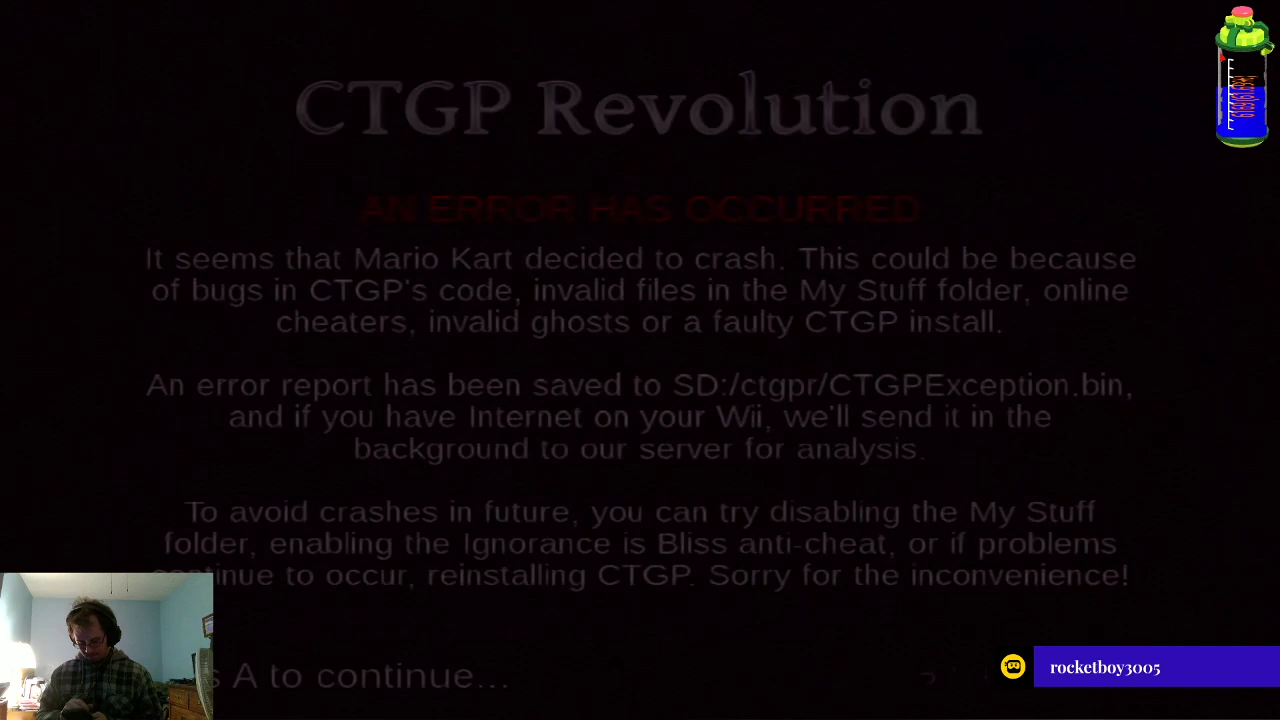 CTGP Revolution
AN ERROR HAS OCCURRED
It seems that Mario Kart decided to crash. This could be because
of bugs in CTGP's code, invalid files in the My Stuff folder, online
cheaters, invalid ghosts or a faulty CTGP install.
An error report has been saved to SD:/ctgpr/CTGPException.bin,
and if you have Internet on your Wii, we'll send it in the
background to our server for analysis.
To avoid crashes in future, you can try disabling the My Stuff
folder, enabling the Ignorance is Bliss anti-cheat, or if problems
continue to occur, reinstalling CTGP. Sorry for the inconvenience!
s A to continue...
rocketboy3005